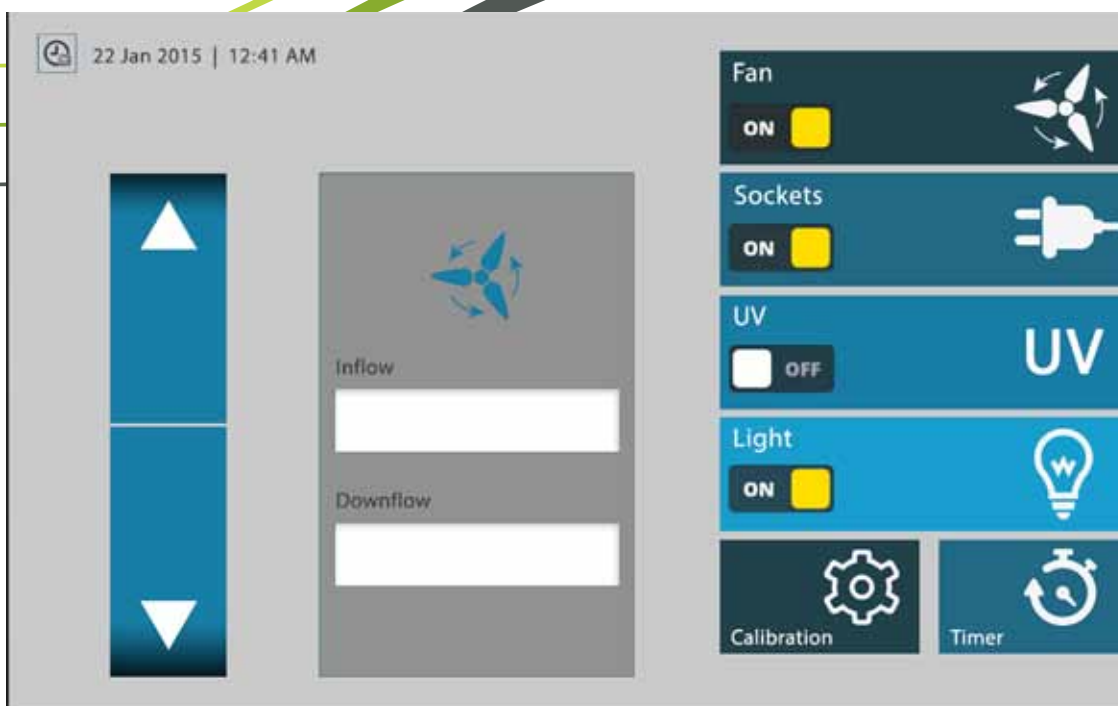 22 Jan 2015 | 12:41 AM
Fan
ON
Sockets
ON
Inflow
UV
OFF
UV
Downflow
Light
ON
Calibration
Timer